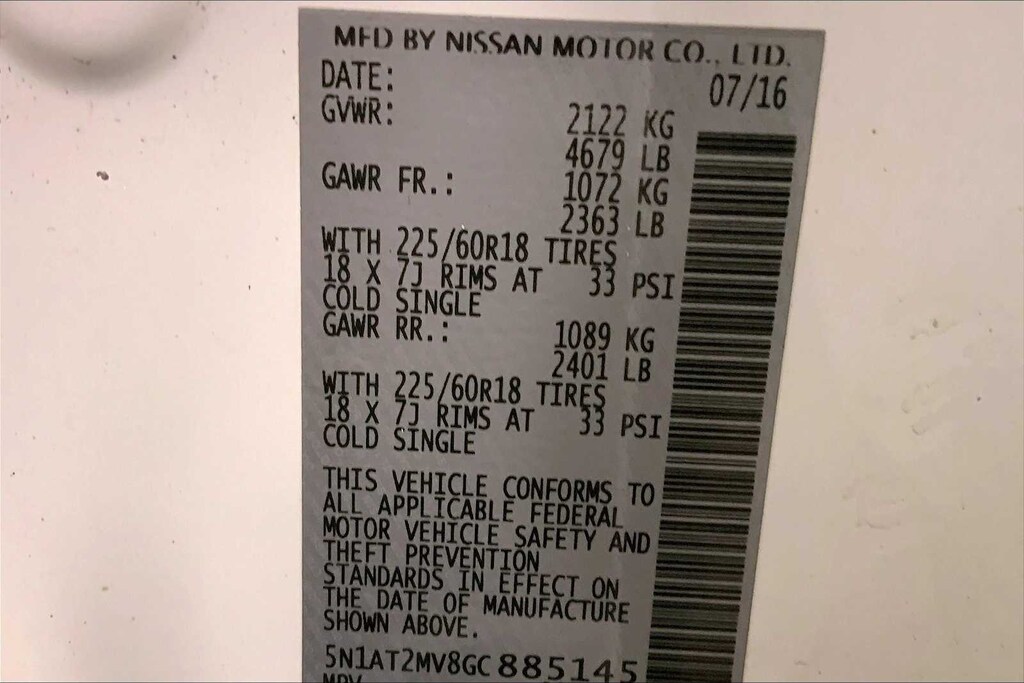 MFD BY NISSAN MOTOR CO., LTD.
DATE: 07/16
GVWR: 2122 KG
4679 LB
GAWR FR.: 1072 KG
2363 LB
WITH 225/60R18 TIRES
18 X 7J RIMS AT 33 PSI
COLD SINGLE
GAWR RR.: 1089 KG
2401 LB
WITH 225/60R18 TIRES
18 X 7J RIMS AT 33 PSI
COLD SINGLE
THIS VEHICLE CONFORMS TO
ALL APPLICABLE FEDERAL
MOTOR VEHICLE SAFETY AND
THEFT PREVENTION
STANDARDS IN EFFECT ON
THE DATE OF MANUFACTURE
SHOWN ABOVE.
5N1AT2MV8GC885145
MPV